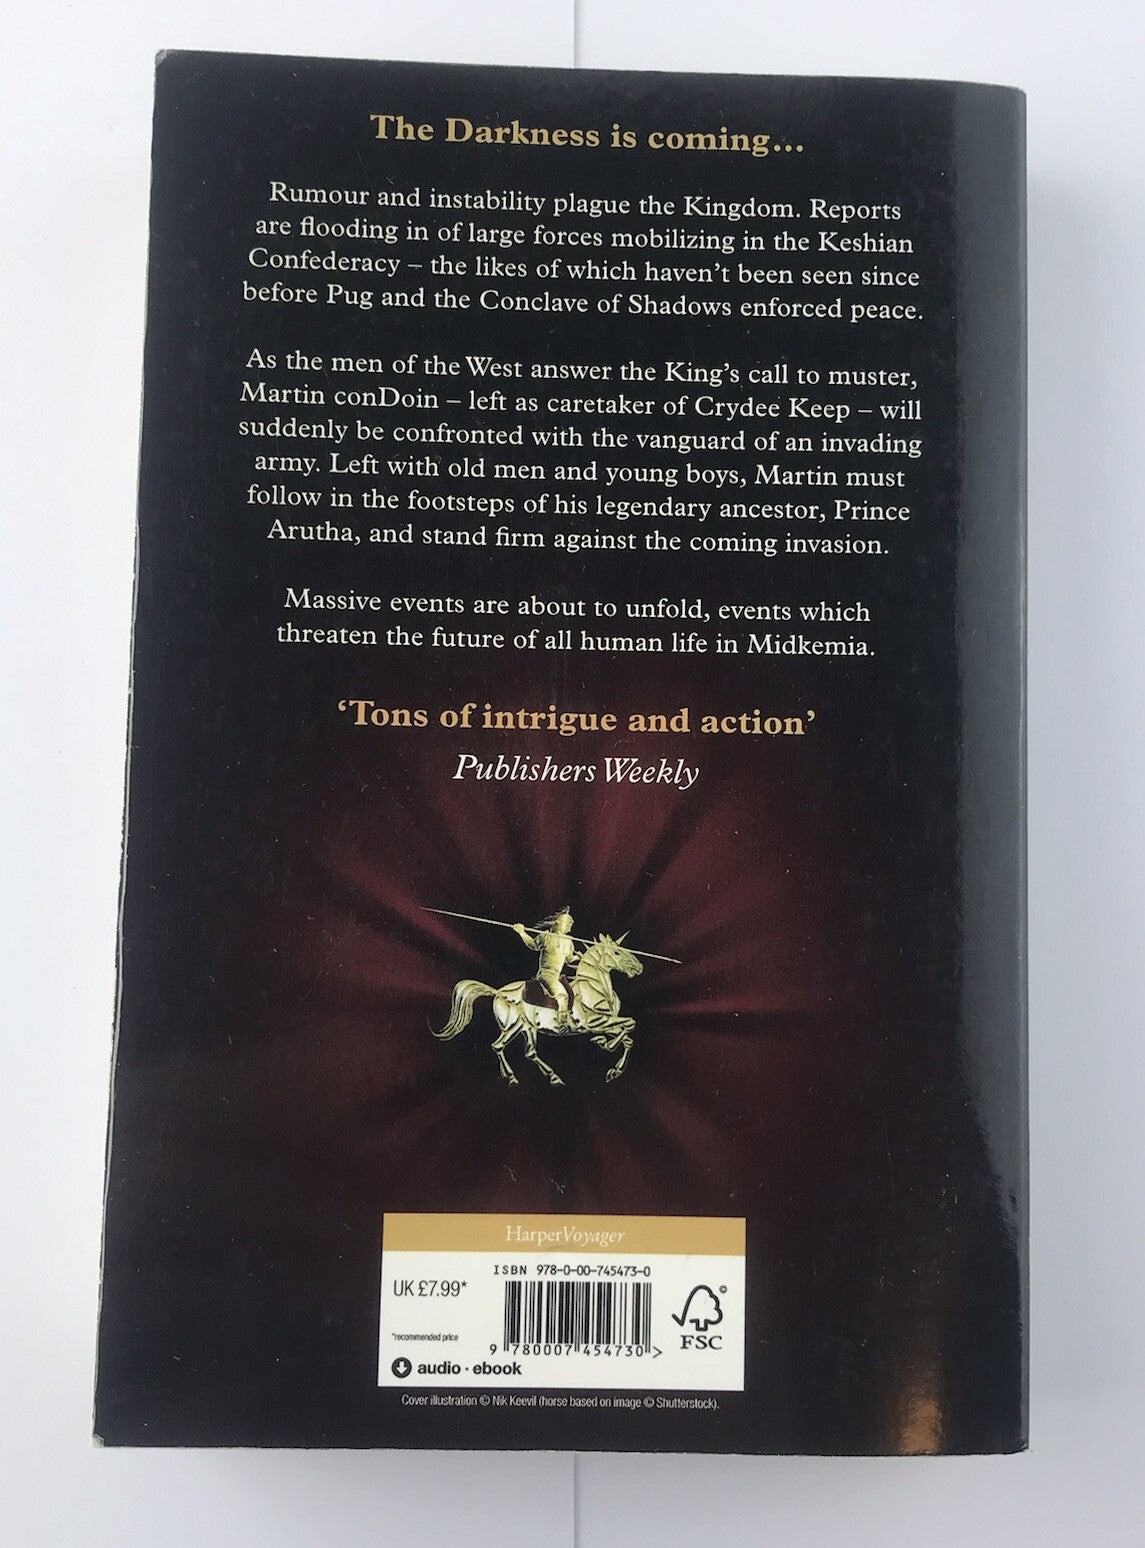 The Darkness is coming...
Rumour and instability plague the Kingdom. Reports
are flooding in of large forces mobilizing in the Keshian
Confederacy – the likes of which haven't been seen since
before Pug and the Conclave of Shadows enforced peace.
As the men of the West answer the King's call to muster,
Martin conDoin – left as caretaker of Crydee Keep – will
suddenly be confronted with the vanguard of an invading
army. Left with old men and young boys, Martin must
follow in the footsteps of his legendary ancestor, Prince
Arutha, and stand firm against the coming invasion.
Massive events are about to unfold, events which
threaten the future of all human life in Midkemia.
‘Tons of intrigue and action’
Publishers Weekly
HarperVoyager
ISBN 978-0-00-745473-0
UK £7.99*
*recommended price
9 780007 454730 >
FSC
©
audio · ebook
Cover illustration © Nik Keevil (horse based on image © Shutterstock).